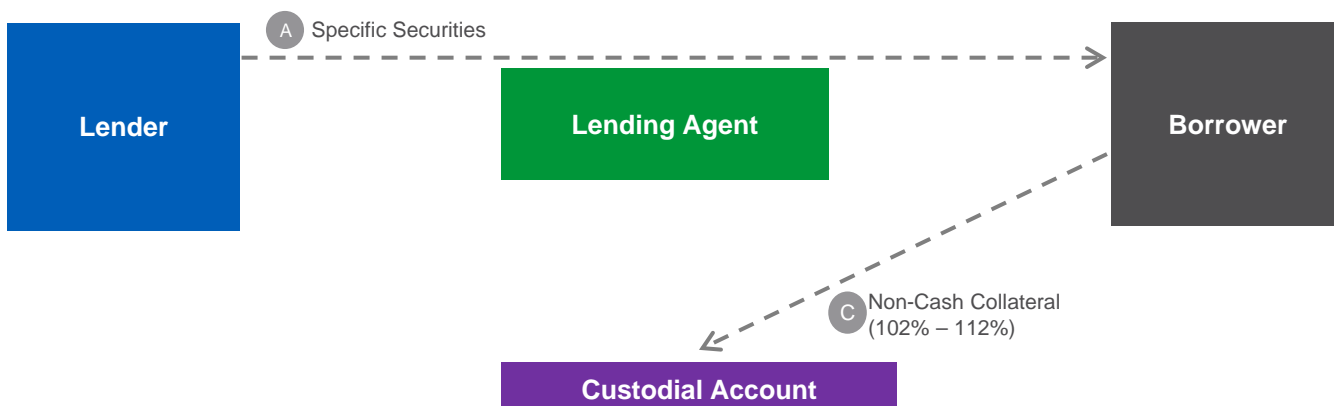 A Specific Securities
Lender
Lending Agent
Borrower
C Non-Cash Collateral
(102% – 112%)
Custodial Account